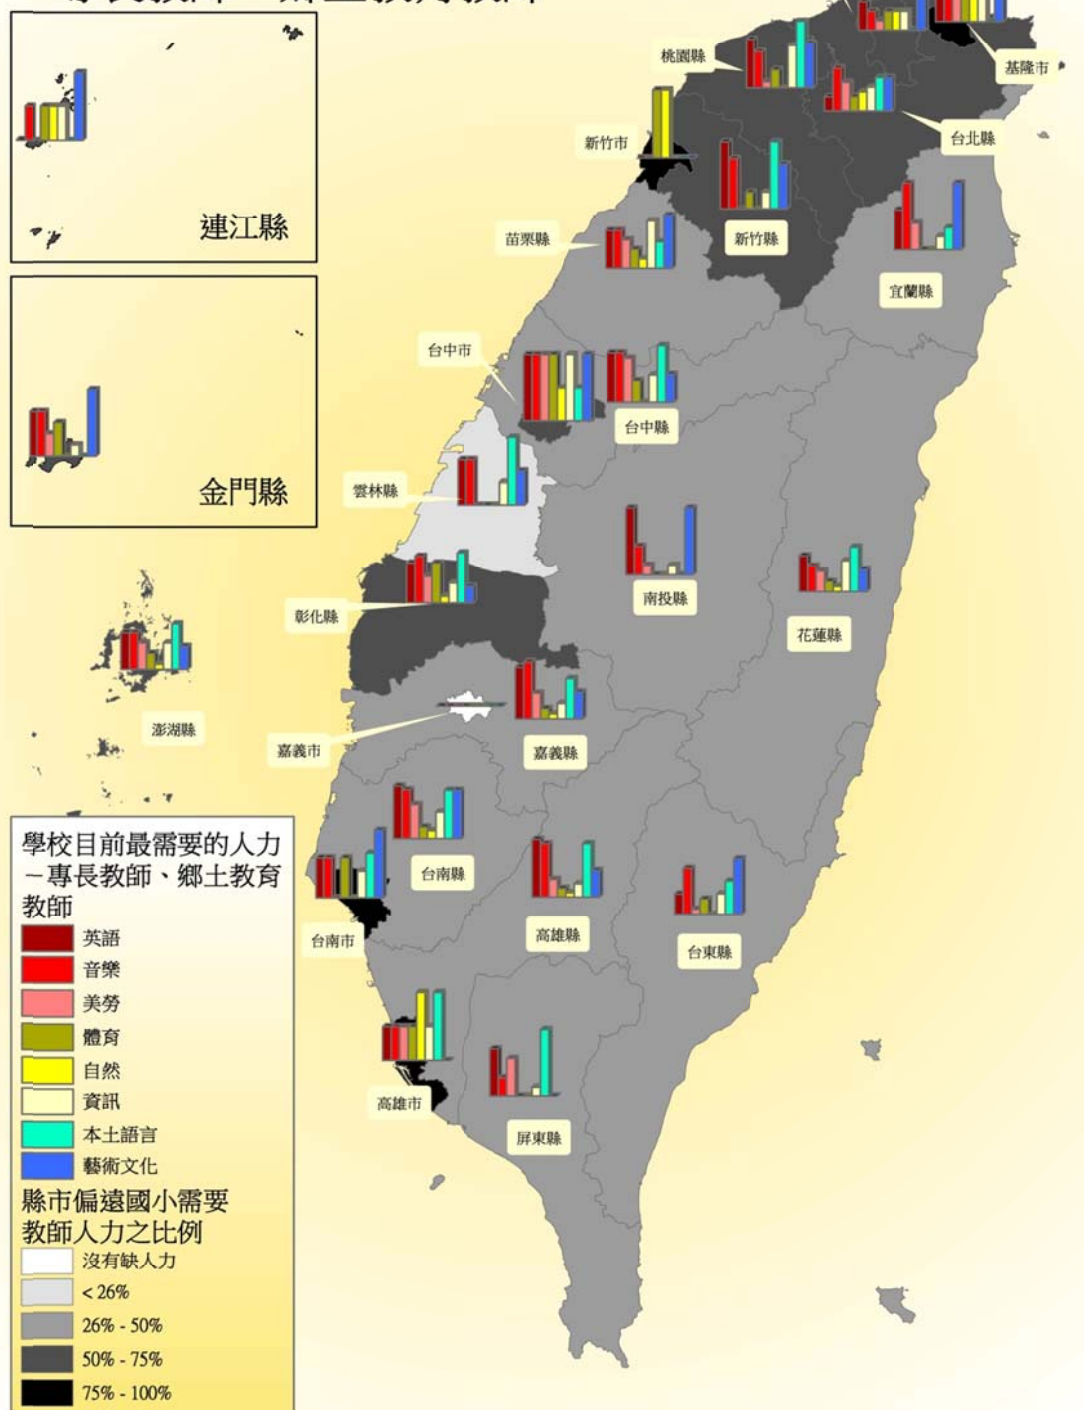 連江縣
金門縣
桃園縣
基隆市
台北縣
新竹市
新竹縣
苗栗縣
宜蘭縣
台中市
台中縣
雲林縣
南投縣
彰化縣
花蓮縣
澎湖縣
嘉義市
嘉義縣
台南縣
台南市
高雄縣
台東縣
高雄市
屏東縣
學校目前最需要的人力
－專長教師、鄉土教育
教師
英語
音樂
美勞
體育
自然
資訊
本土語言
藝術文化
縣市偏遠國小需要
教師人力之比例
沒有缺人力
< 26%
26% - 50%
50% - 75%
75% - 100%